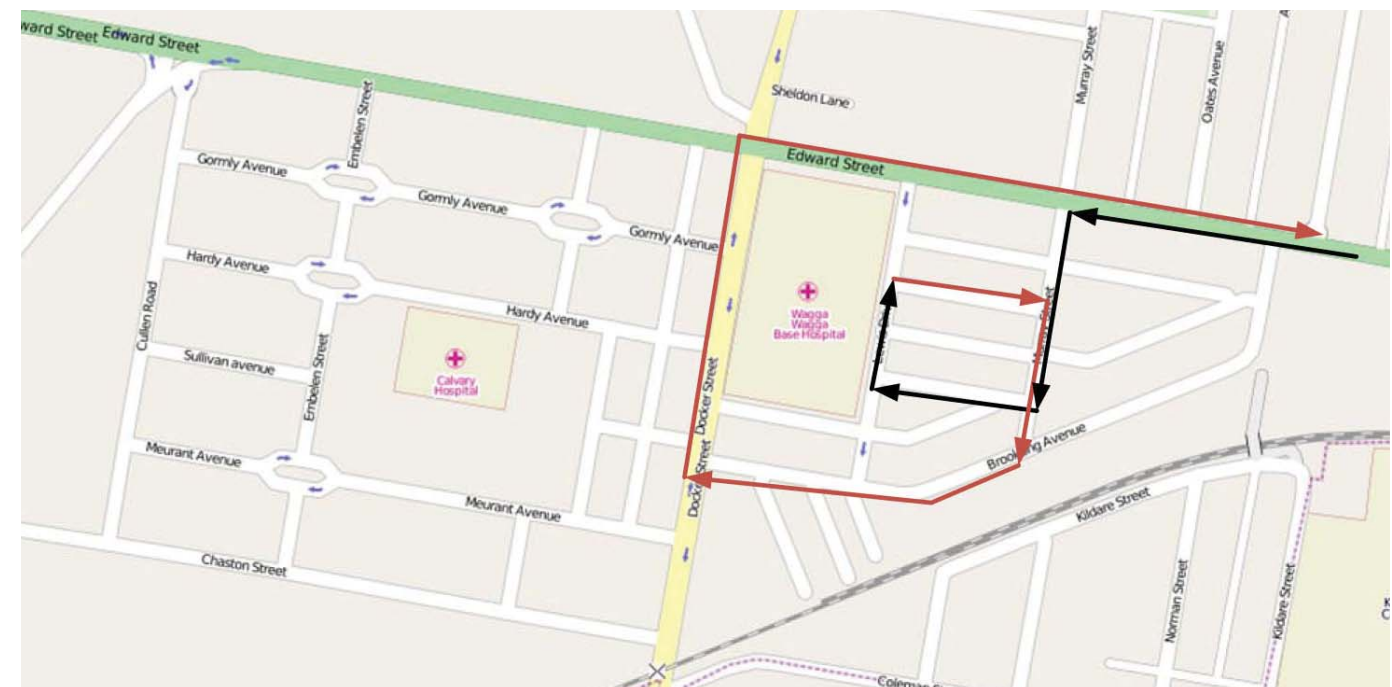 ward Street
Edward Street
Sheldon Lane
Murray Street
Oates Avenue
Edward Street
Embelen Street
Gormly Avenue
Gormly Avenue
Gormly Avenue
Hardy Avenue
Hardy Avenue
Cullen Road
Sullivan avenue
Embelen Street
Calvary
Hospital
Wagga
Wagga
Base Hospital
Docker Street
Docker Street
Murray Street
Meurant Avenue
Meurant Avenue
Chaston Street
Brookong Avenue
Kildare Street
Norman Street
Kildare Street